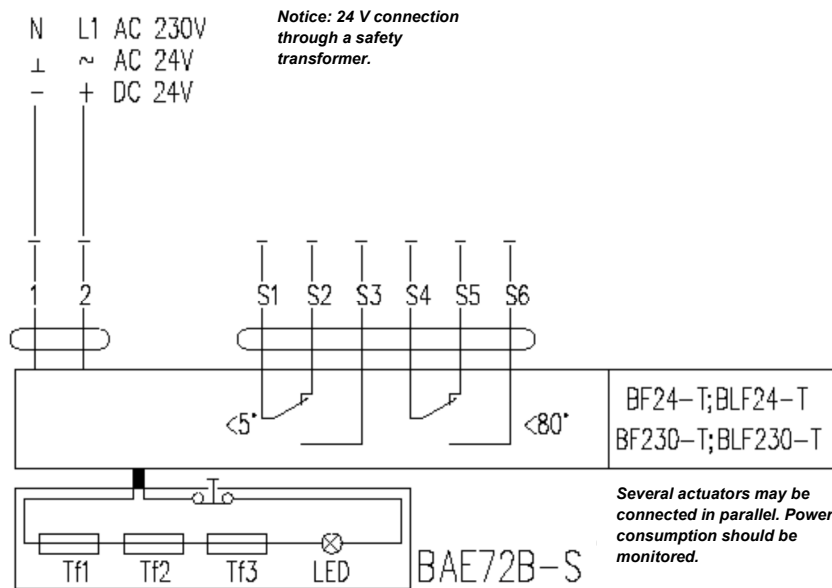 N L1 AC 230V
⊥ ~ AC 24V
- + DC 24V
Notice: 24 V connection
through a safety
transformer.
1 2 S1 S2 S3 S4 S5 S6
<5° <80°
BF24-T;BLF24-T
BF230-T;BLF230-T
Several actuators may be
connected in parallel. Power
consumption should be
monitored.
Tf1 Tf2 Tf3 LED
BAE72B-S